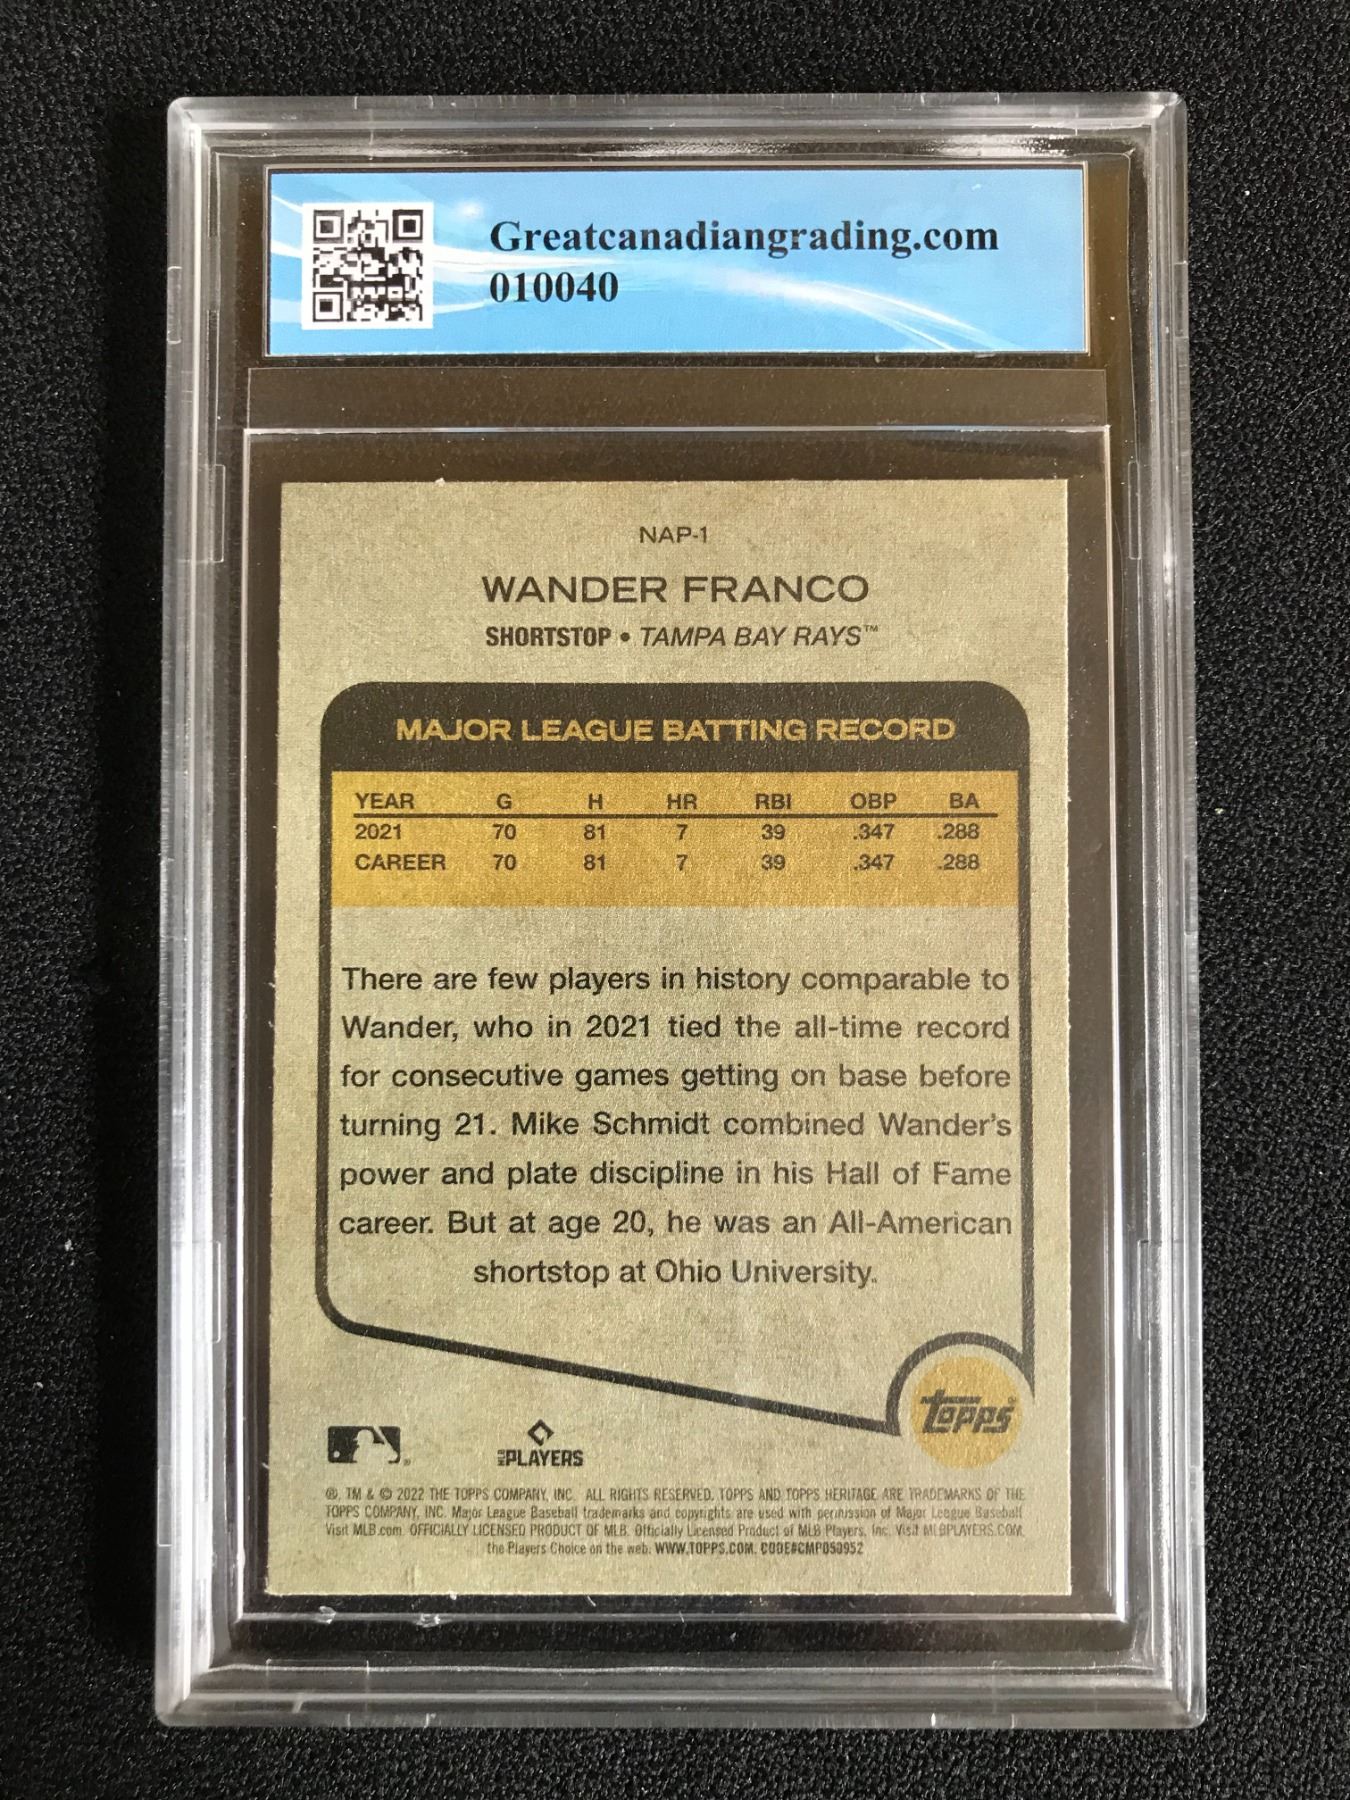 Greatcanadiangrading.com
010040
NAP-1
WANDER FRANCO
SHORTSTOP • TAMPA BAY RAYS™
MAJOR LEAGUE BATTING RECORD
YEAR G H HR RBI OBP BA
2021 70 81 7 39 .347 .288
CAREER 70 81 7 39 .347 .288
There are few players in history comparable to
Wander, who in 2021 tied the all-time record
for consecutive games getting on base before
turning 21. Mike Schmidt combined Wander's
power and plate discipline in his Hall of Fame
career. But at age 20, he was an All-American
shortstop at Ohio University.
topps
PLAYERS
®, TM & © 2022 THE TOPPS COMPANY, INC. ALL RIGHTS RESERVED. TOPPS AND TOPPS HERITAGE ARE TRADEMARKS OF THE
TOPPS COMPANY, INC. Major League Baseball trademarks and copyrights are used with permission of Major League Baseball
Visit MLB.com. OFFICIALLY LICENSED PRODUCT OF MLB. Officially Licensed Product of MLB Players, Inc. Visit MLBPLAYERS.COM,
the Players Choice on the web. WWW.TOPPS.COM. CODE#CMP050952